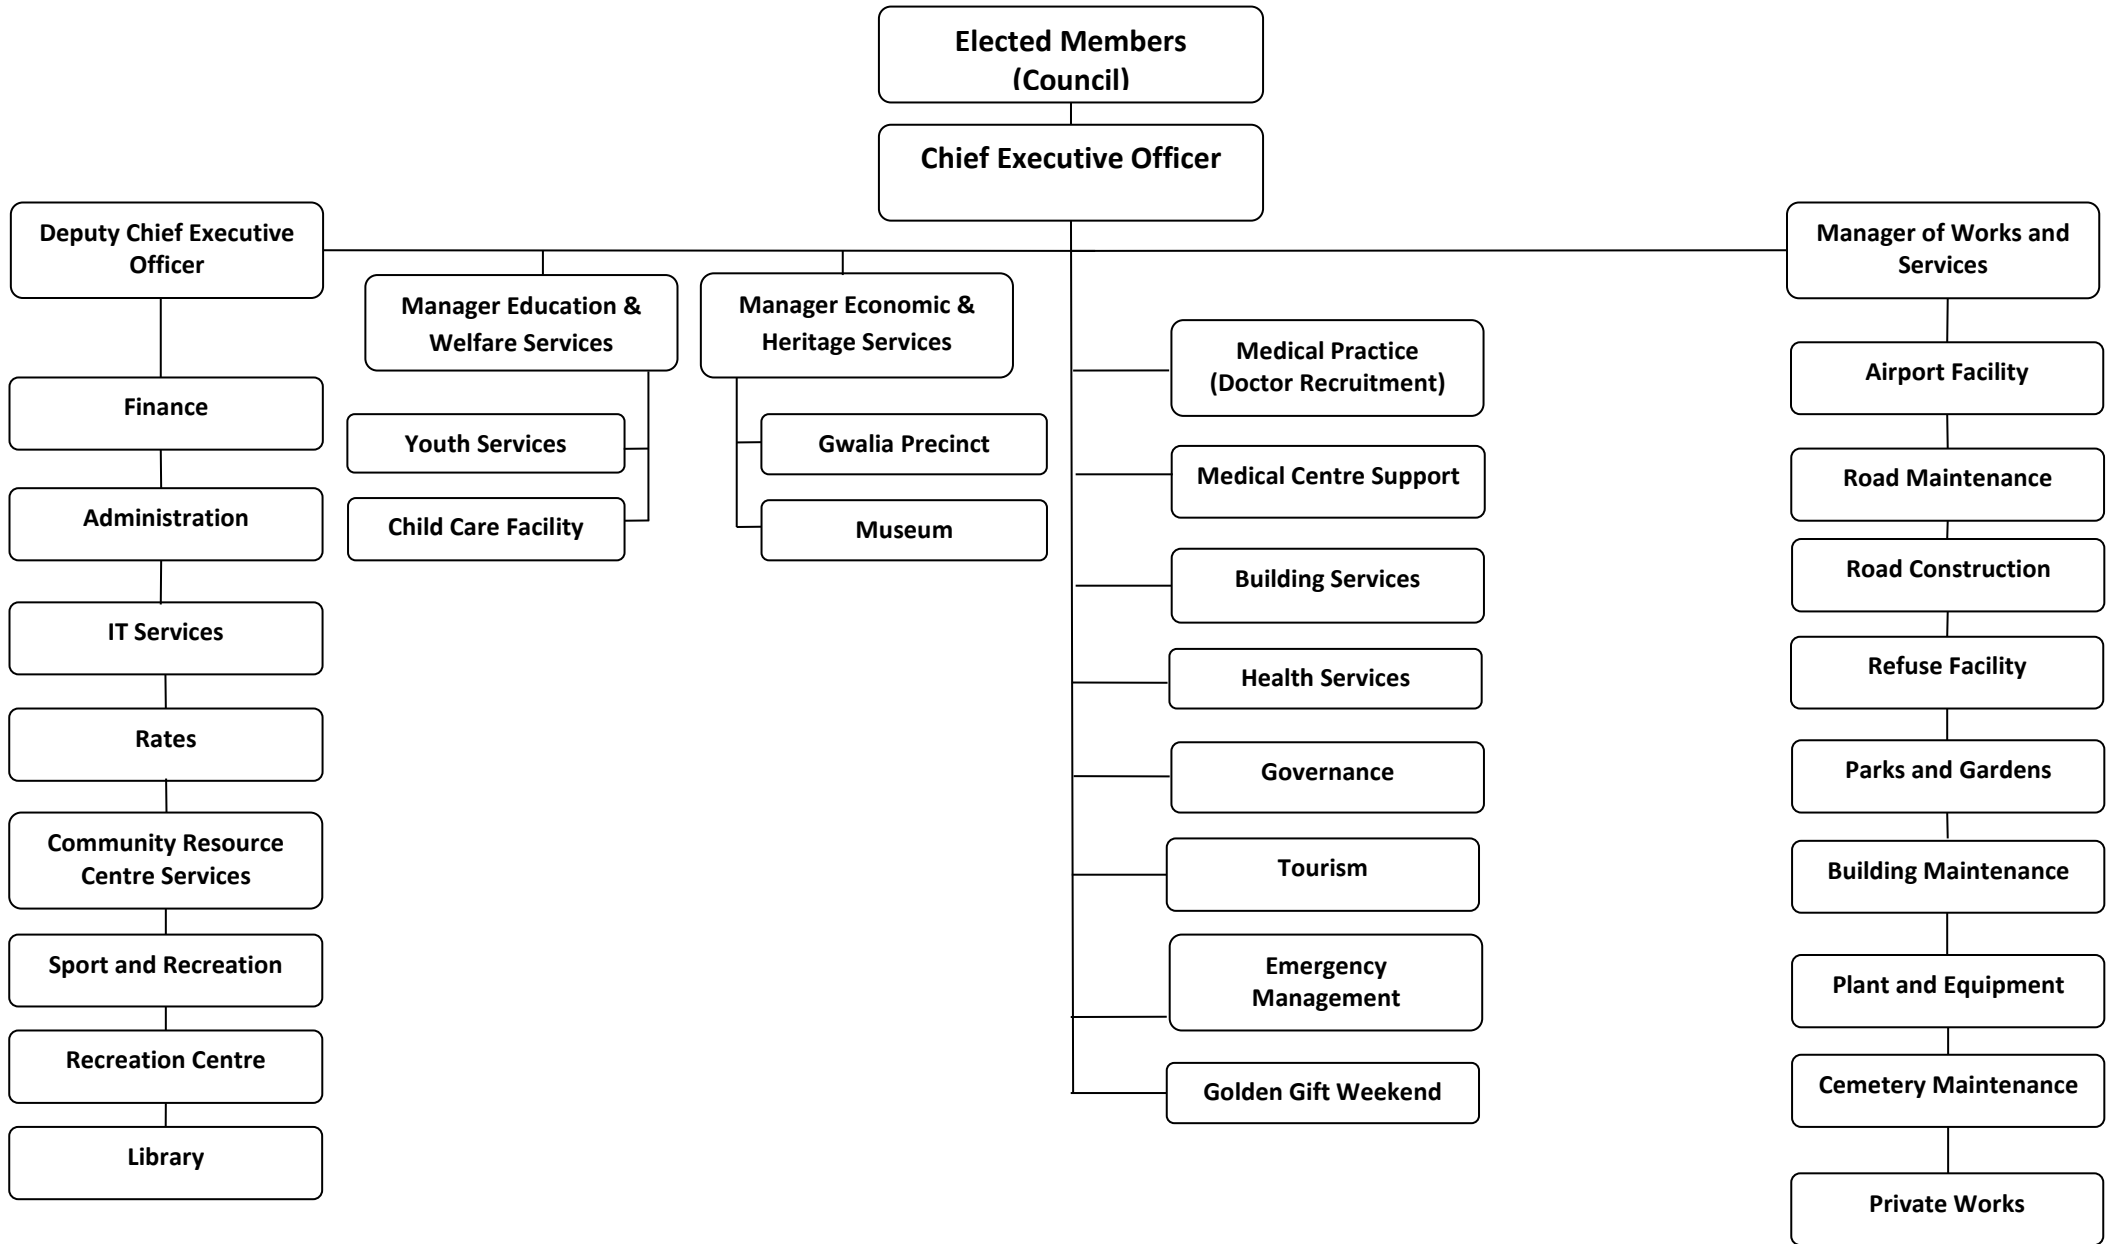 Elected Members
(Council)
Chief Executive Officer
Deputy Chief Executive
Officer
Finance
Administration
IT Services
Rates
Community Resource
Centre Services
Sport and Recreation
Recreation Centre
Library
Manager Education &
Welfare Services
Youth Services
Child Care Facility
Manager Economic &
Heritage Services
Gwalia Precinct
Museum
Medical Practice
(Doctor Recruitment)
Medical Centre Support
Building Services
Health Services
Governance
Tourism
Emergency
Management
Golden Gift Weekend
Manager of Works and
Services
Airport Facility
Road Maintenance
Road Construction
Refuse Facility
Parks and Gardens
Building Maintenance
Plant and Equipment
Cemetery Maintenance
Private Works